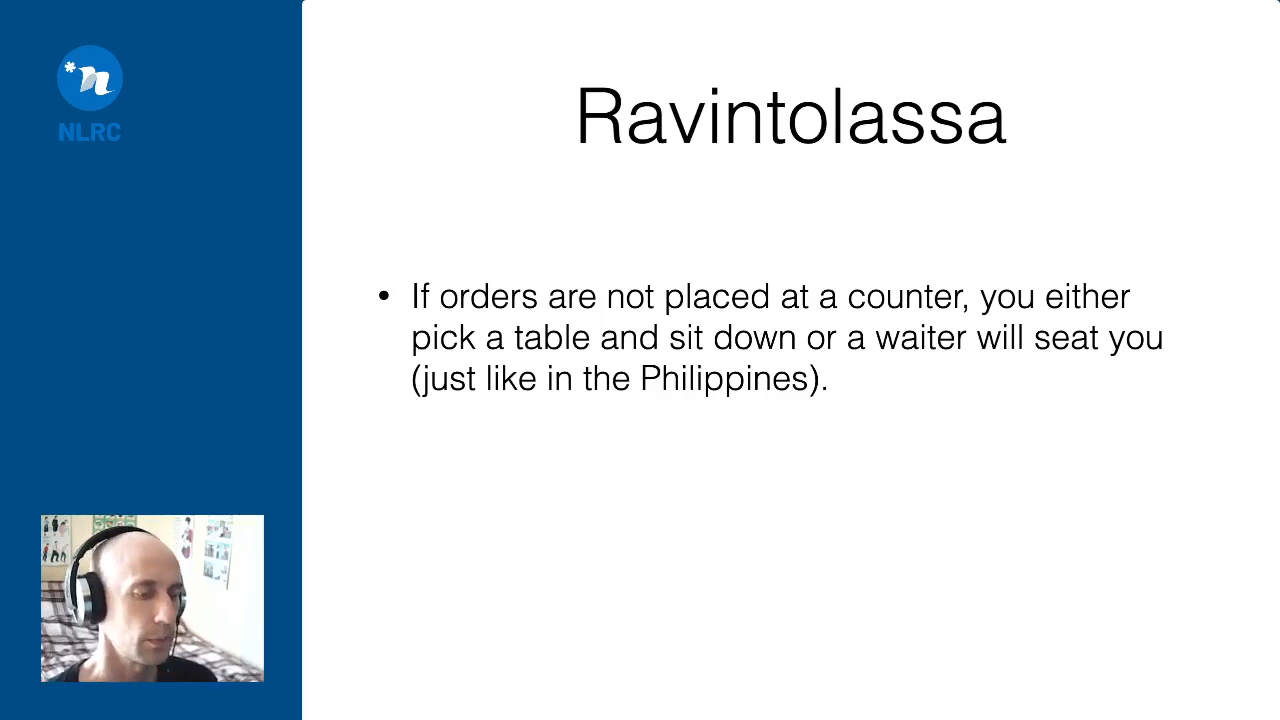 NLRC
Ravintolassa
• If orders are not placed at a counter, you either
pick a table and sit down or a waiter will seat you
(just like in the Philippines).